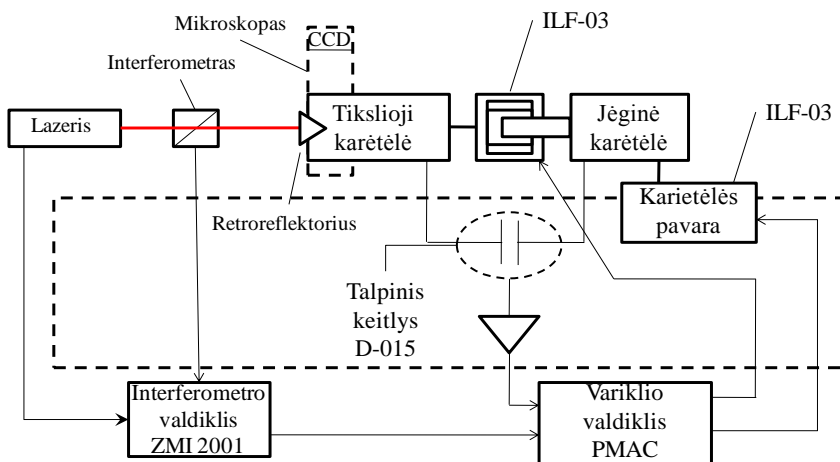 Mikroskopas
CCD
ILF-03
Interferometras
Lazeris
Tikslioji
karėtėlė
Jėginė
karėtėlė
ILF-03
Karietėlės
pavara
Retroreflektorius
Talpinis
keitlys
D-015
Interferometro
valdiklis
ZMI 2001
Variklio
valdiklis
PMAC